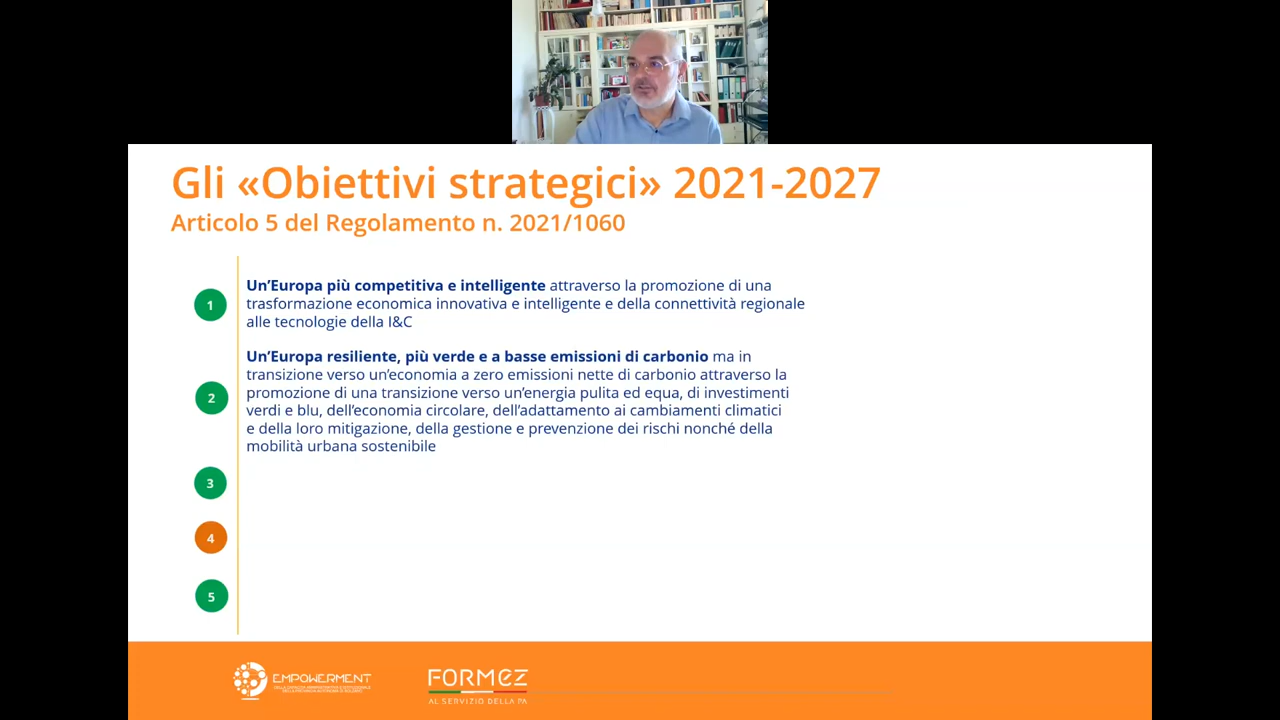 Gli «Obiettivi strategici» 2021-2027
Articolo 5 del Regolamento n. 2021/1060
1
Un'Europa più competitiva e intelligente attraverso la promozione di una
trasformazione economica innovativa e intelligente e della connettività regionale
alle tecnologie della I&C
2
Un'Europa resiliente, più verde e a basse emissioni di carbonio ma in
transizione verso un'economia a zero emissioni nette di carbonio attraverso la
promozione di una transizione verso un'energia pulita ed equa, di investimenti
verdi e blu, dell'economia circolare, dell'adattamento ai cambiamenti climatici
e della loro mitigazione, della gestione e prevenzione dei rischi nonché della
mobilità urbana sostenibile
3
4
5
EMPOWERMENT
FORMEZ
AL SERVIZIO DELLA PA